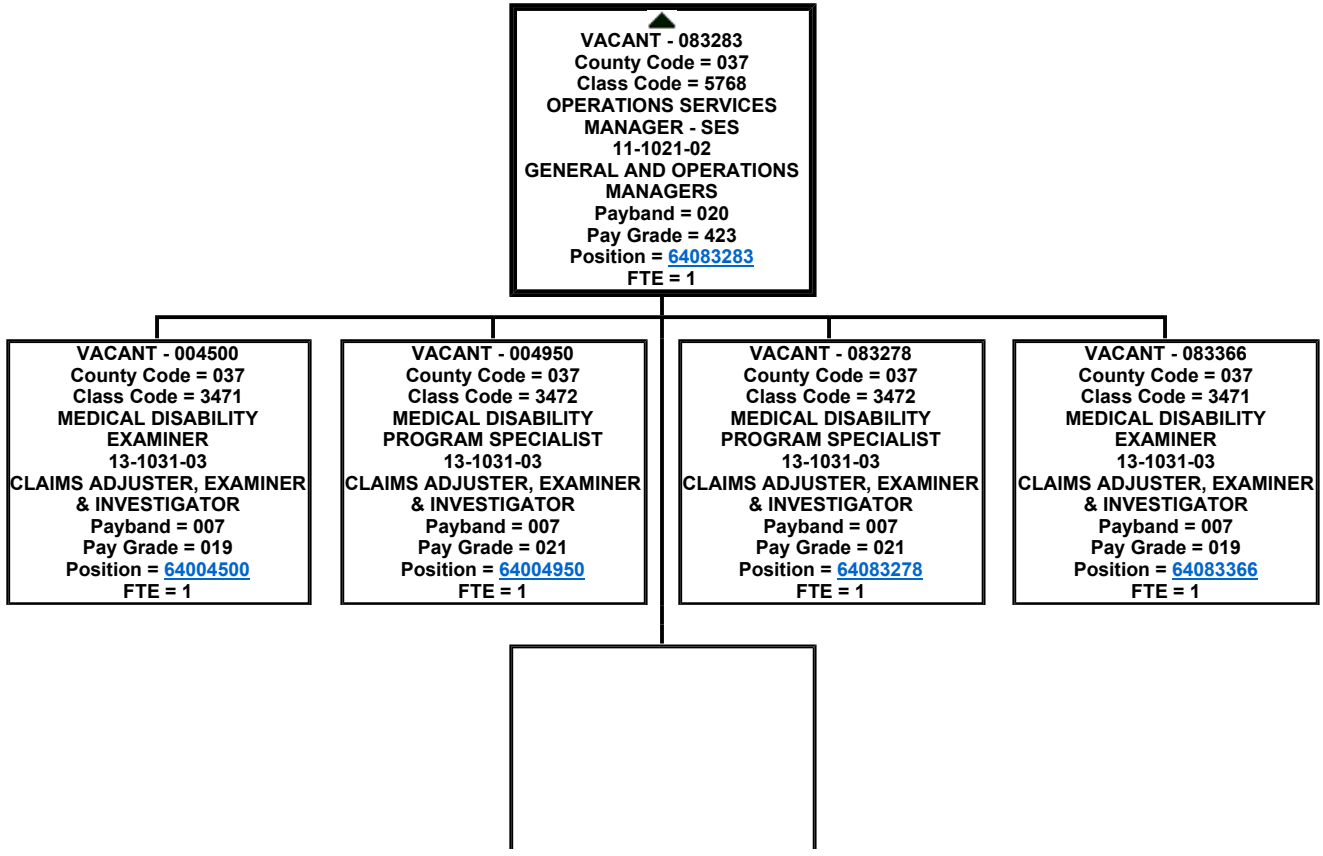 VACANT - 083283
County Code = 037
Class Code = 5768
OPERATIONS SERVICES
MANAGER - SES
11-1021-02
GENERAL AND OPERATIONS
MANAGERS
Payband = 020
Pay Grade = 423
Position = 64083283
FTE = 1
VACANT - 004500
County Code = 037
Class Code = 3471
MEDICAL DISABILITY
EXAMINER
13-1031-03
CLAIMS ADJUSTER, EXAMINER
& INVESTIGATOR
Payband = 007
Pay Grade = 019
Position = 64004500
FTE = 1
VACANT - 004950
County Code = 037
Class Code = 3472
MEDICAL DISABILITY
PROGRAM SPECIALIST
13-1031-03
CLAIMS ADJUSTER, EXAMINER
& INVESTIGATOR
Payband = 007
Pay Grade = 021
Position = 64004950
FTE = 1
VACANT - 083278
County Code = 037
Class Code = 3472
MEDICAL DISABILITY
PROGRAM SPECIALIST
13-1031-03
CLAIMS ADJUSTER, EXAMINER
& INVESTIGATOR
Payband = 007
Pay Grade = 021
Position = 64083278
FTE = 1
VACANT - 083366
County Code = 037
Class Code = 3471
MEDICAL DISABILITY
EXAMINER
13-1031-03
CLAIMS ADJUSTER, EXAMINER
& INVESTIGATOR
Payband = 007
Pay Grade = 019
Position = 64083366
FTE = 1